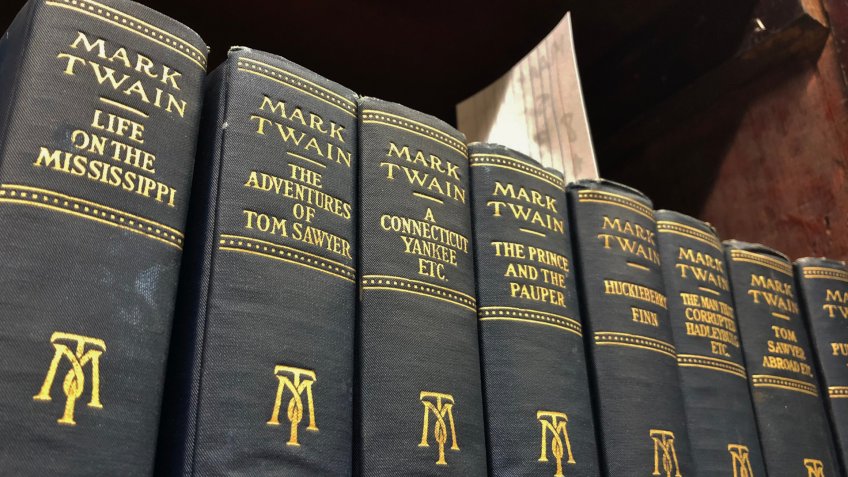 MARK
TWAIN
LIFE
ON THE
MISSISSIPPI
MARK
TWAIN
THE
ADVENTURES
OF
TOM SAWYER
MARK
TWAIN
A
CONNECTICUT
YANKEE
ETC.
MARK
TWAIN
THE PRINCE
AND THE
PAUPER
MARK
TWAIN
HUCKLEBERRY
FINN
MARK
TWAIN
THE MAN THAT
CORRUPTED
HADLEYBURG
ETC.
MARK
TWAIN
TOM
SAWYER
ABROAD ETC.
MARK